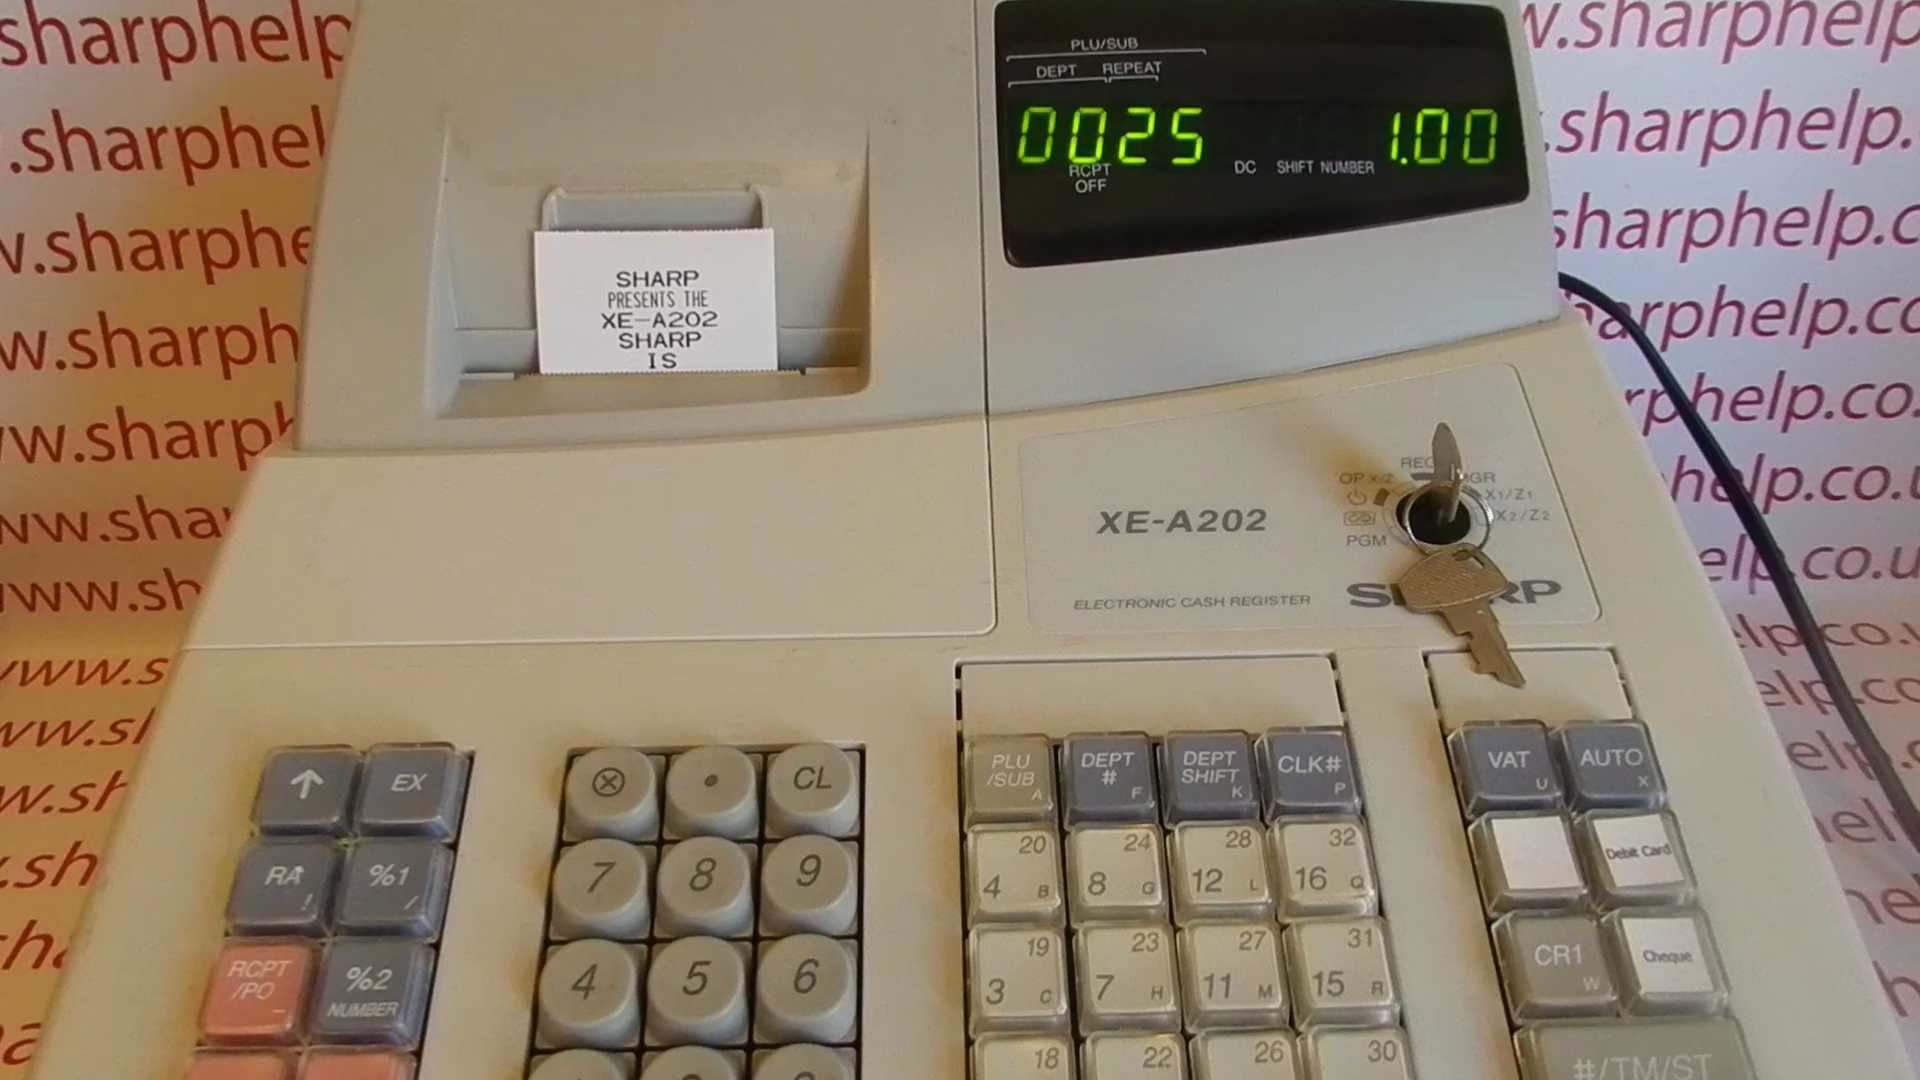 sharphelp
w.sharphelp
.sharphel
.sharphelp.
w.sharphe
sharphelp.c
w.sharph
arphelp.co
w.sharph
rphelp.co.
ww.sha
help.co.u
www.sh
elp.co.u
www.s
lp.co.u
PLU/SUB
DEPT REPEAT
0025 1.00
RCPT OFF DC SHIFT NUMBER
SHARP
PRESENTS THE
XE-A202
SHARP
IS
REG
OP X/Z MGR
X1/Z1
X2/Z2
PGM
XE-A202
ELECTRONIC CASH REGISTER
SHARP
EX
RA !
%1 /
RCPT /PO –
%2 NUMBER
CL
7 8 9
4 5 6
PLU /SUB A
DEPT # F
DEPT SHIFT K
CLK# P
20 4 B
24 8 G
28 12 L
32 16 Q
19 3 C
23 7 H
27 11 M
31 15 R
18 22 26 30
VAT U
AUTO X
Debit Card
CR1 W
Cheque
#/TM/ST